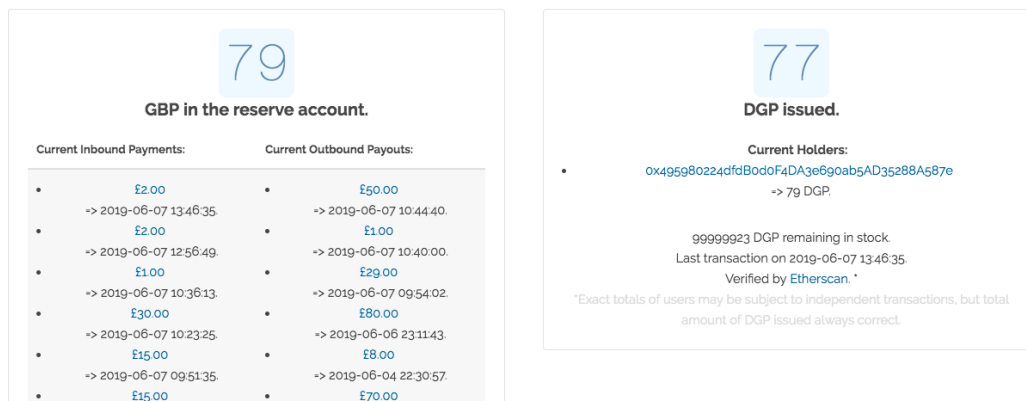 79
GBP in the reserve account.
Current Inbound Payments: Current Outbound Payouts:
• £2.00 • £50.00
=> 2019-06-07 13:46:35. => 2019-06-07 10:44:40.
• £2.00 • £1.00
=> 2019-06-07 12:56:49. => 2019-06-07 10:40:00.
• £1.00 • £29.00
=> 2019-06-07 10:36:13. => 2019-06-07 09:54:02.
• £30.00 • £80.00
=> 2019-06-07 10:23:25. => 2019-06-06 23:11:43.
• £15.00 • £8.00
=> 2019-06-07 09:51:35. => 2019-06-04 22:30:57.
• £15.00 • £70.00
77
DGP issued.
Current Holders:
• 0x495980224dfdB0d0F4DA3e690ab5AD35288A587e
=> 79 DGP.
99999923 DGP remaining in stock.
Last transaction on 2019-06-07 13:46:35.
Verified by Etherscan. *
*Exact totals of users may be subject to independent transactions, but total
amount of DGP issued always correct.